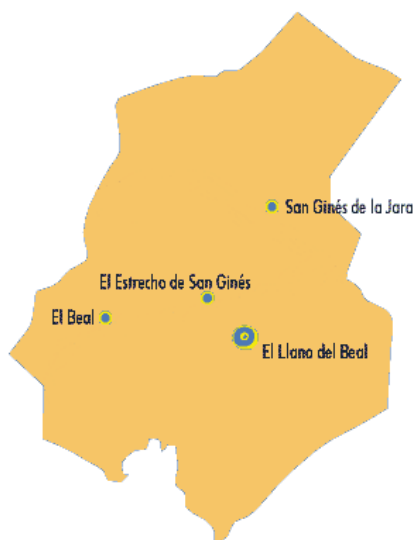 San Ginés de la Jara
El Estrecho de San Ginés
El Beal
El Llano del Beal